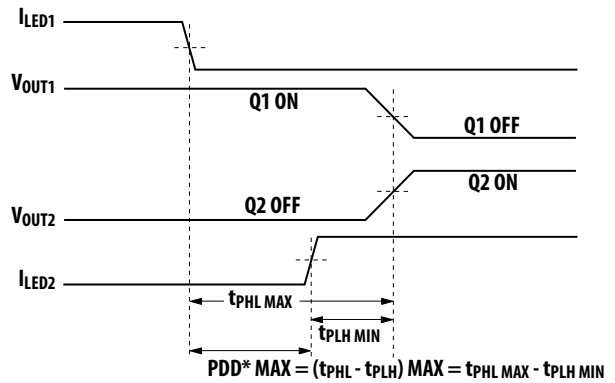 ILED1
VOUT1
Q1 ON
Q1 OFF
Q2 ON
Q2 OFF
VOUT2
ILED2
tPHL MAX
tPLH MIN
PDD* MAX = (tPHL - tPLH) MAX = tPHL MAX - tPLH MIN